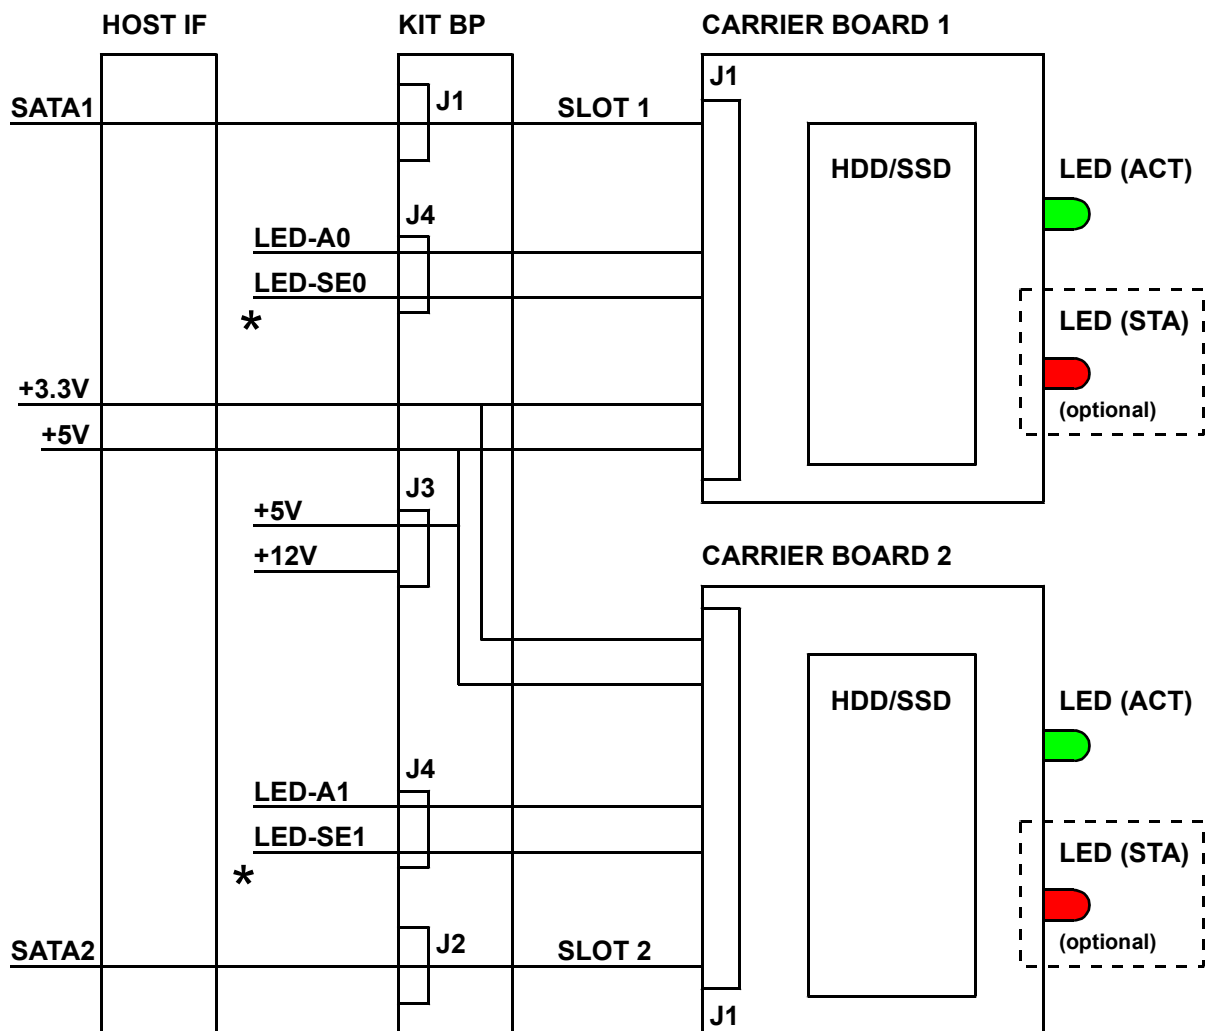 HOST IF
KIT BP
CARRIER BOARD 1
J1
SATA1
J1
SLOT 1
HDD/SSD
LED (ACT)
J4
LED-A0
LED-SE0
*
LED (STA)
(optional)
+3.3V
+5V
J3
+5V
+12V
CARRIER BOARD 2
HDD/SSD
LED (ACT)
J4
LED-A1
LED-SE1
*
LED (STA)
(optional)
SATA2
J2
SLOT 2
J1